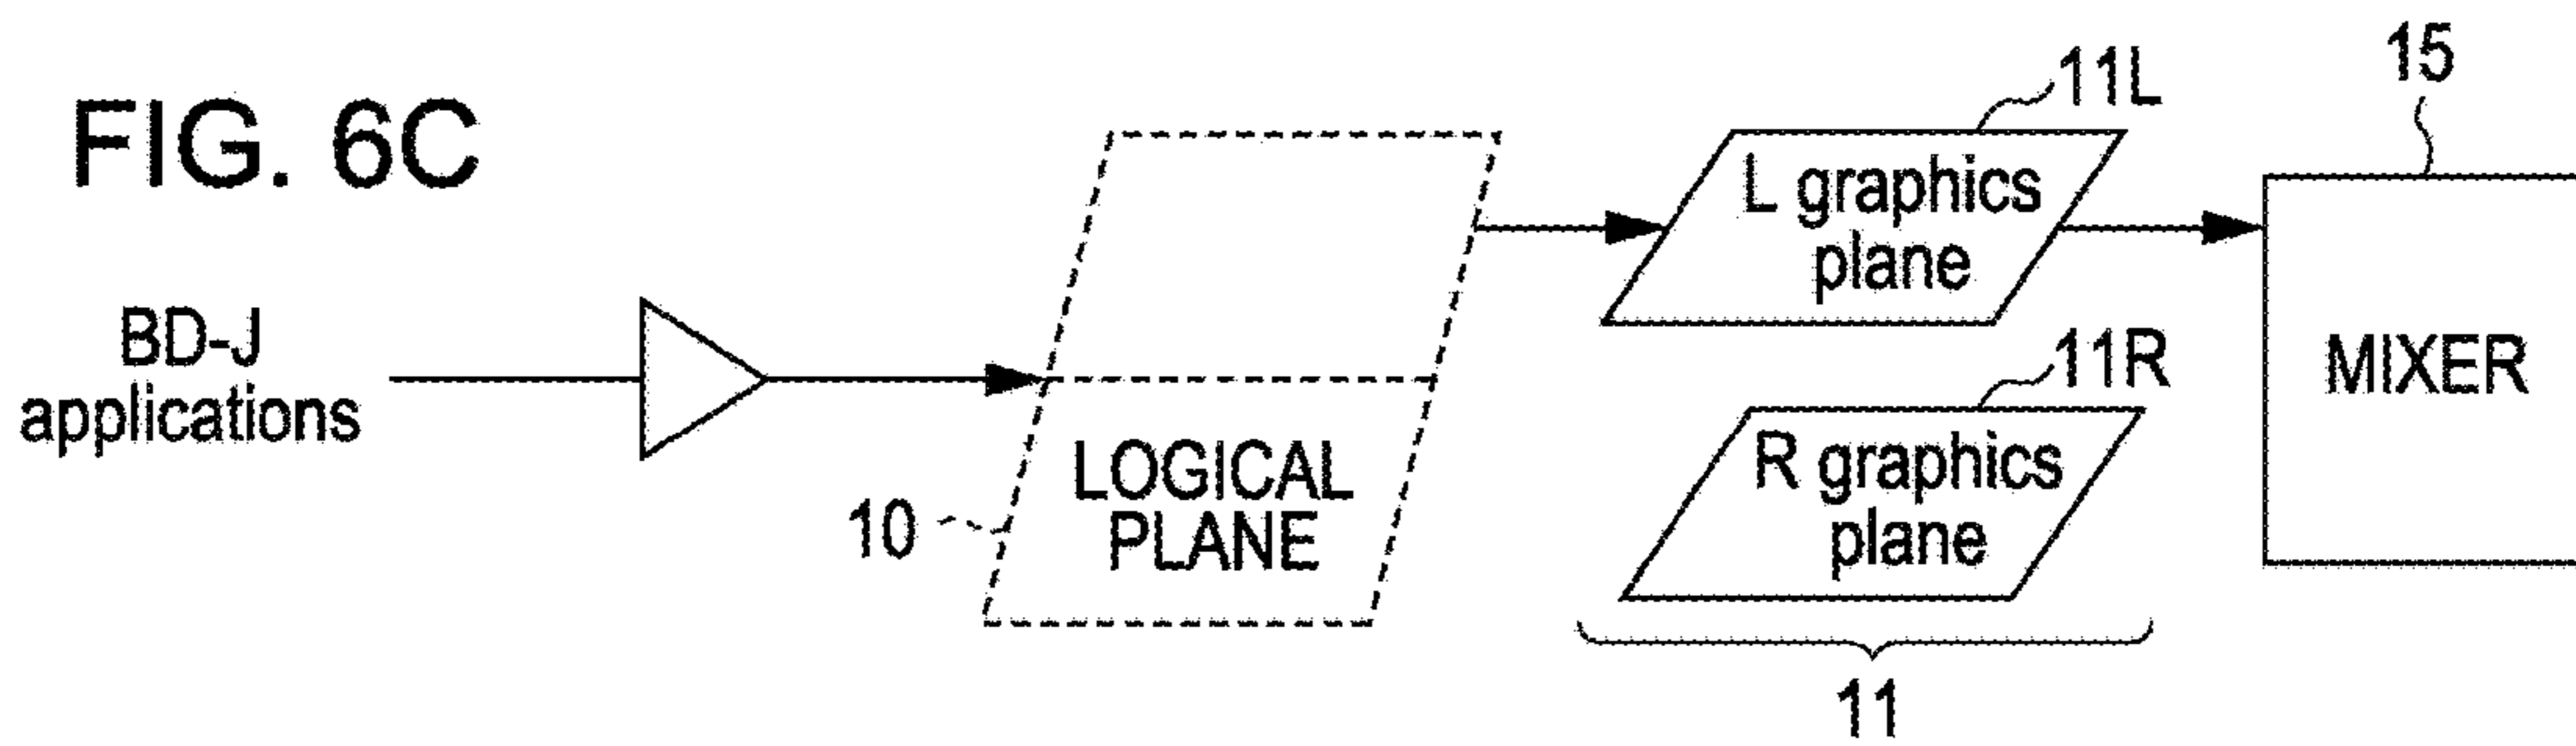 FIG. 6C
BD-J
applications
10
LOGICAL
PLANE
11L
L graphics
plane
11R
R graphics
plane
11
15
MIXER